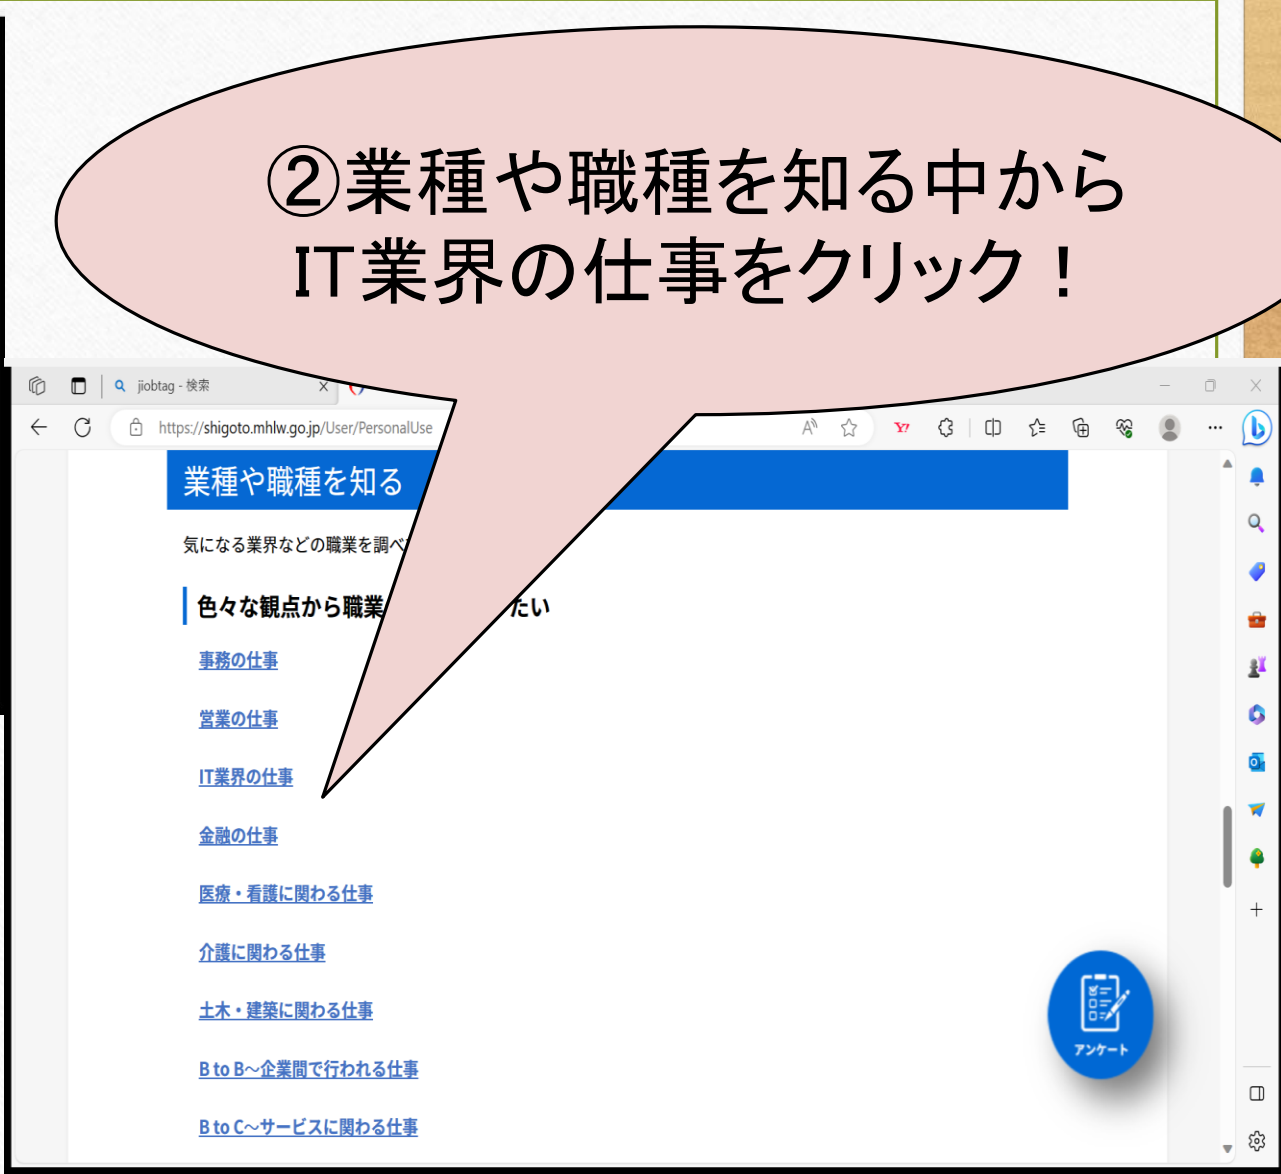 ②業種や職種を知る中から
IT業界の仕事をクリック！
jiobtag - 検索
https://shigoto.mhlw.go.jp/User/PersonalUse
業種や職種を知る
気になる業界などの職業を調べ
色々な観点から職業 たい
事務の仕事
営業の仕事
IT業界の仕事
金融の仕事
医療・看護に関わる仕事
介護に関わる仕事
土木・建築に関わる仕事
B to B～企業間で行われる仕事
B to C～サービスに関わる仕事
アンケート